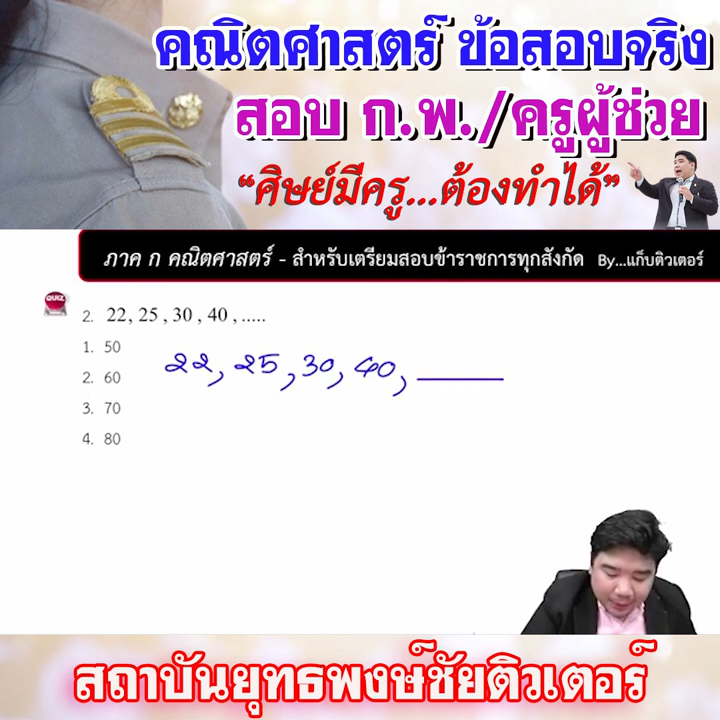 คณิตศาสตร์ ข้อสอบจริง
สอบ ก.พ./ครูผู้ช่วย
“ศิษย์มีครู...ต้องทำได้”
ภาค ก คณิตศาสตร์ - สำหรับเตรียมสอบข้าราชการทุกสังกัด By...แก็บติวเตอร์
QUIZ
2. 22, 25 , 30 , 40 , .....
1. 50
2. 60
3. 70
4. 80
22, 25, 30, 40, ____
สถาบันยุทธพงษ์ชัยติวเตอร์